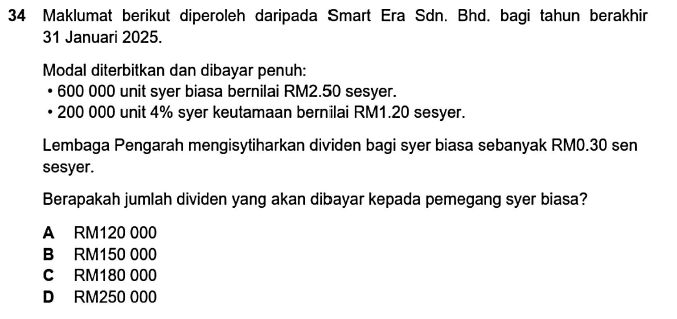 34 Maklumat berikut diperoleh daripada Smart Era Sdn. Bhd. bagi tahun berakhir
31 Januari 2025.
Modal diterbitkan dan dibayar penuh:
• 600 000 unit syer biasa bernilai RM2.50 sesyer.
• 200 000 unit 4% syer keutamaan bernilai RM1.20 sesyer.
Lembaga Pengarah mengisytiharkan dividen bagi syer biasa sebanyak RM0.30 sen
sesyer.
Berapakah jumlah dividen yang akan dibayar kepada pemegang syer biasa?
A RM120 000
B RM150 000
C RM180 000
D RM250 000